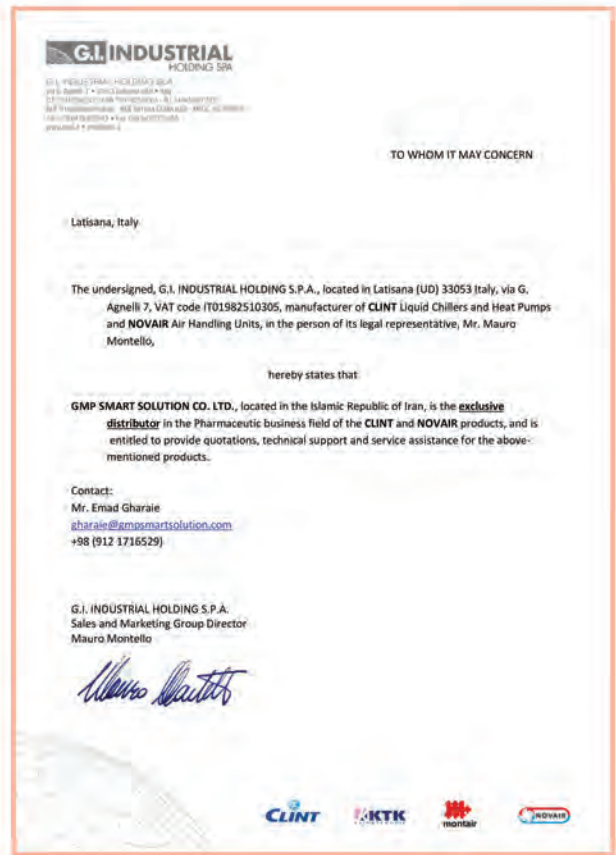 G.I. INDUSTRIAL
HOLDING SPA
G.I. INDUSTRIAL HOLDING SPA
TO WHOM IT MAY CONCERN
Latisana, Italy
The undersigned, G.I. INDUSTRIAL HOLDING S.P.A., located in Latisana (UD) 33053 Italy, via G.
Agnelli 7, VAT code IT01982510305, manufacturer of CLINT Liquid Chillers and Heat Pumps
and NOVAIR Air Handling Units, in the person of its legal representative, Mr. Mauro
Montello,
hereby states that
GMP SMART SOLUTION CO. LTD., located in the Islamic Republic of Iran, is the exclusive
distributor in the Pharmaceutic business field of the CLINT and NOVAIR products, and is
entitled to provide quotations, technical support and service assistance for the above-
mentioned products.
Contact:
Mr. Emad Gharaie
gharaie@gmpsmartsolution.com
+98 (912 1716529)
G.I. INDUSTRIAL HOLDING S.P.A.
Sales and Marketing Group Director
Mauro Montello
CLINT
KTK
montair
NOVAIR